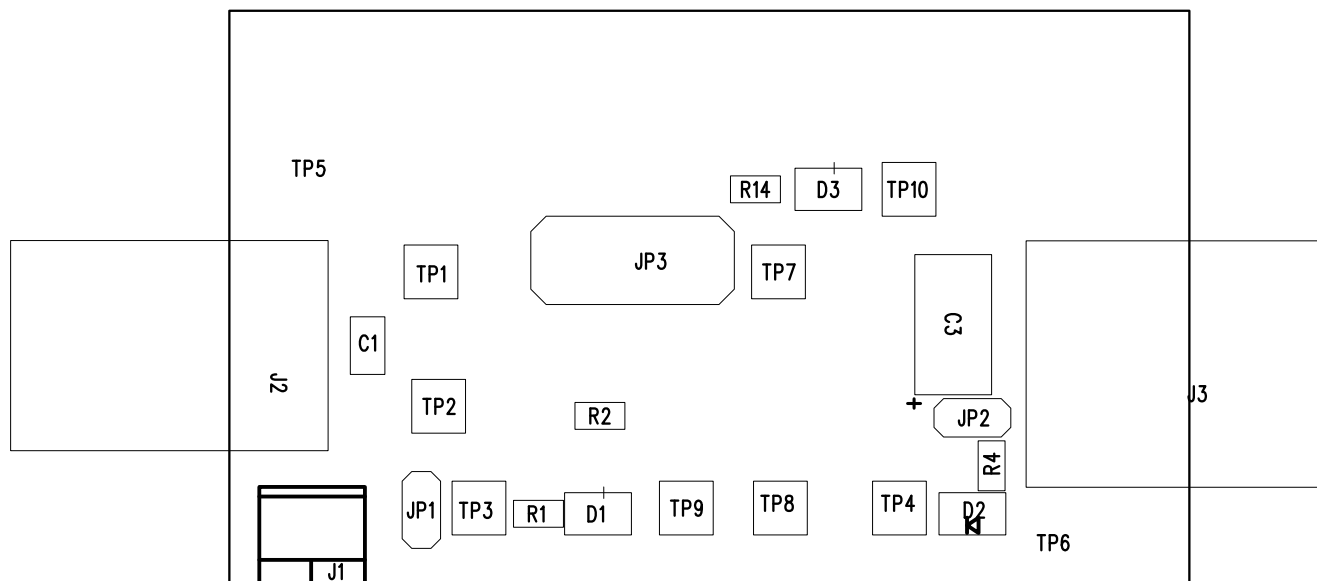 TP5
R14
D3
TP10
TP1
JP3
TP7
C1
C3
J2
TP2
R2
JP2
J3
R4
JP1
TP3
R1
D1
TP9
TP8
TP4
D2
TP6
J1
+